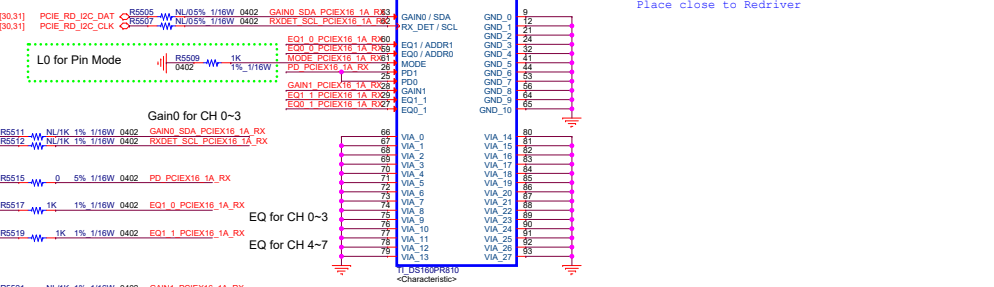 Place close to Redriver
[30,31] PCIE_RD_I2C_DAT R5505 NL/05% 1/16W 0402 GAIN0_SDA_PCIEX16_1A_RX 63 GAIN0 / SDA
[30,31] PCIE_RD_I2C_CLK R5507 NL/05% 1/16W 0402 RXDET_SCL_PCIEX16_1A_RX 62 RX_DET / SCL
EQ1_0_PCIEX16_1A_RX 60 EQ1 / ADDR1
EQ0_0_PCIEX16_1A_RX 59 EQ0 / ADDR0
L0 for Pin Mode
R5509 1K MODE_PCIEX16_1A_RX 61 MODE
0402 1%_1/16W PD_PCIEX16_1A_RX 26 PD1
25 PD0
GAIN1_PCIEX16_1A_RX 28 GAIN1
EQ1_1_PCIEX16_1A_RX 29 EQ1_1
EQ0_1_PCIEX16_1A_RX 27 EQ0_1
GND_0 9
GND_1 12
GND_2 21
GND_3 24
GND_4 32
GND_5 41
GND_6 44
GND_7 53
GND_8 56
GND_9 64
GND_10 65
Gain0 for CH 0~3
R5511 NL/1K 1% 1/16W 0402 GAIN0_SDA_PCIEX16_1A_RX
R5512 NL/1K 1% 1/16W 0402 RXDET_SCL_PCIEX16_1A_RX
R5515 0 5% 1/16W 0402 PD_PCIEX16_1A_RX
R5517 1K 1%_1/16W 0402 EQ1_0_PCIEX16_1A_RX
EQ for CH 0~3
R5519 1K 1%_1/16W 0402 EQ1_1_PCIEX16_1A_RX
EQ for CH 4~7
66 VIA_0 VIA_14 80
67 VIA_1 VIA_15 81
68 VIA_2 VIA_16 82
69 VIA_3 VIA_17 83
70 VIA_4 VIA_18 84
71 VIA_5 VIA_19 85
72 VIA_6 VIA_20 86
73 VIA_7 VIA_21 87
74 VIA_8 VIA_22 88
75 VIA_9 VIA_23 89
76 VIA_10 VIA_24 90
77 VIA_11 VIA_25 91
78 VIA_12 VIA_26 92
79 VIA_13 VIA_27 93
TI_DS160PR810
<Characteristic>